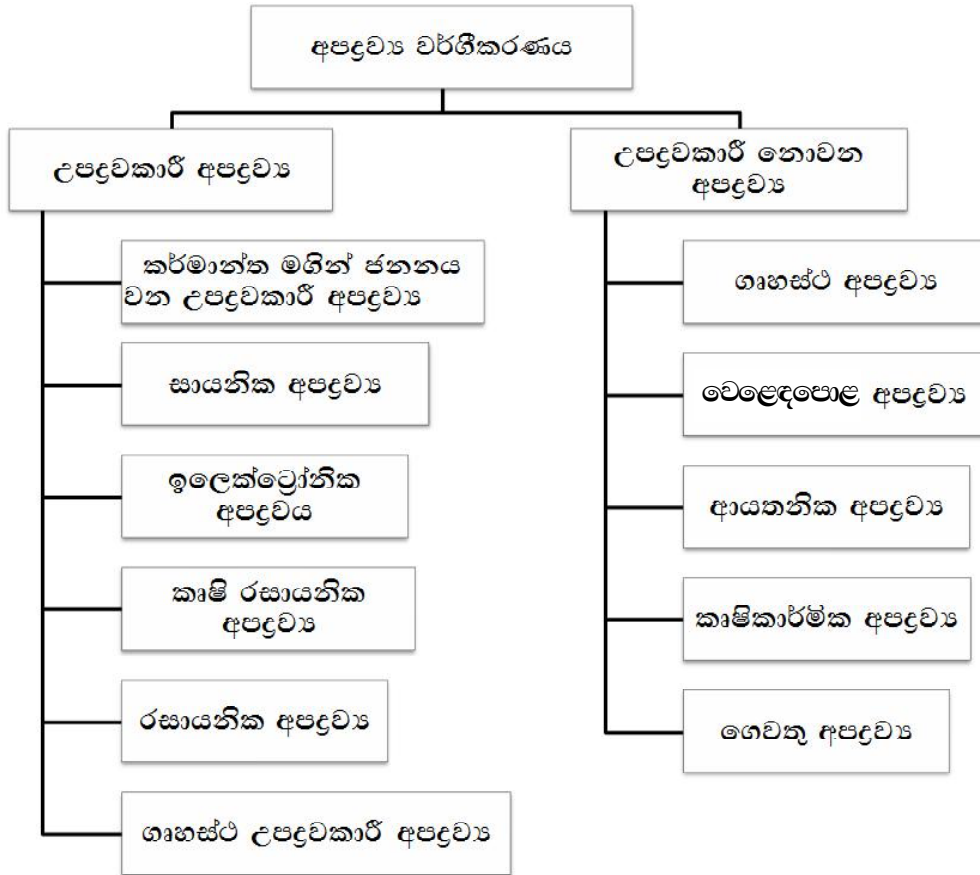 අපද්‍රව්‍ය වර්ගීකරණය
උපද්‍රවකාරී අපද්‍රව්‍ය
කර්මාන්ත මගින් ජනනය
වන උපද්‍රවකාරී අපද්‍රව්‍ය
සායනික අපද්‍රව්‍ය
ඉලෙක්ට්‍රෝනික
අපද්‍රවය
කෘෂි රසායනික
අපද්‍රව්‍ය
රසායනික අපද්‍රව්‍ය
ගෘහස්ථ උපද්‍රවකාරී අපද්‍රව්‍ය
උපද්‍රවකාරී නොවන
අපද්‍රව්‍ය
ගෘහස්ථ අපද්‍රව්‍ය
වෙළෙඳපොළ අපද්‍රව්‍ය
ආයතනික අපද්‍රව්‍ය
කෘෂිකාර්මික අපද්‍රව්‍ය
ගෙවතු අපද්‍රව්‍ය